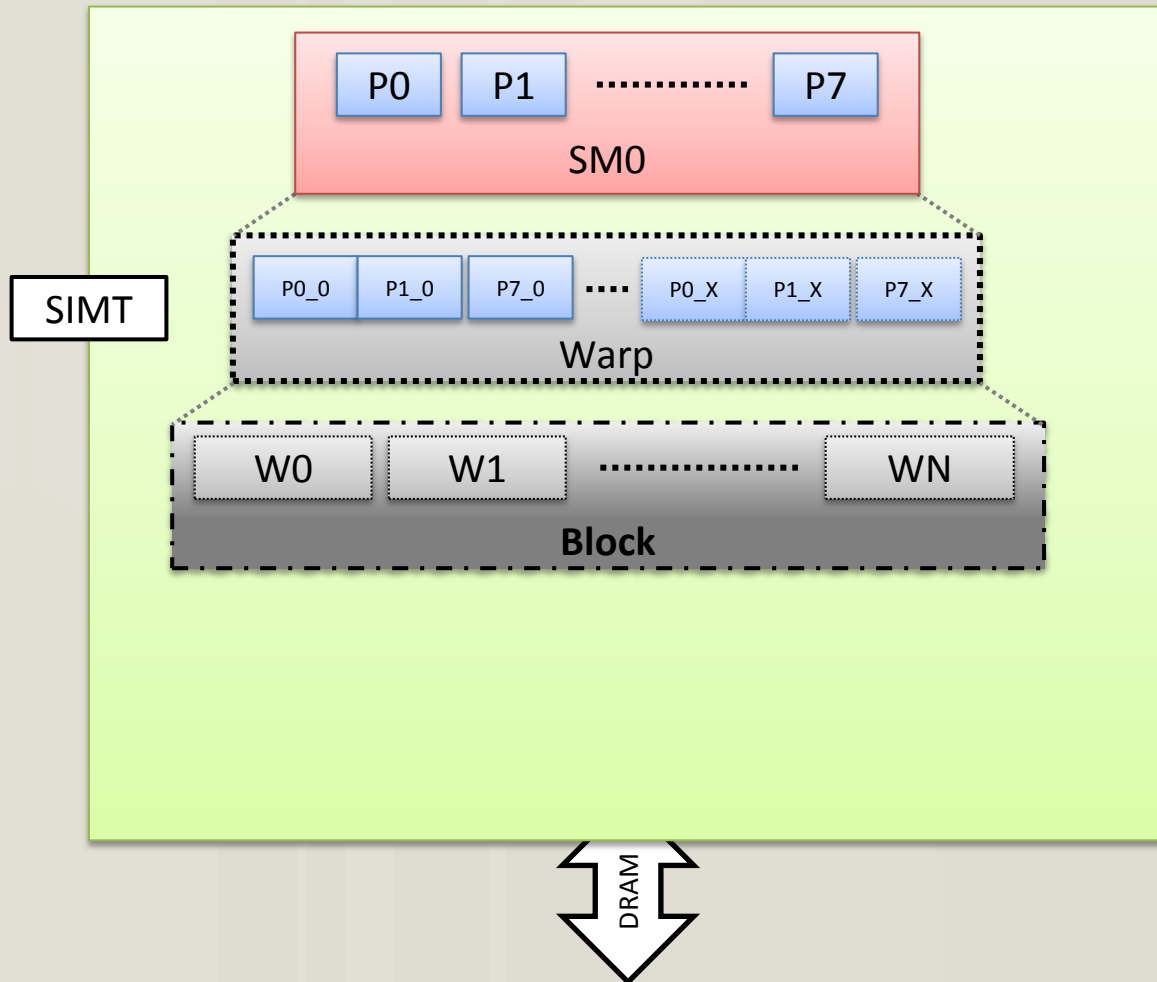 P0 P1 P7
SM0
SIMT
P0_0 P1_0 P7_0 P0_X P1_X P7_X
Warp
W0 W1 WN
Block
DRAM